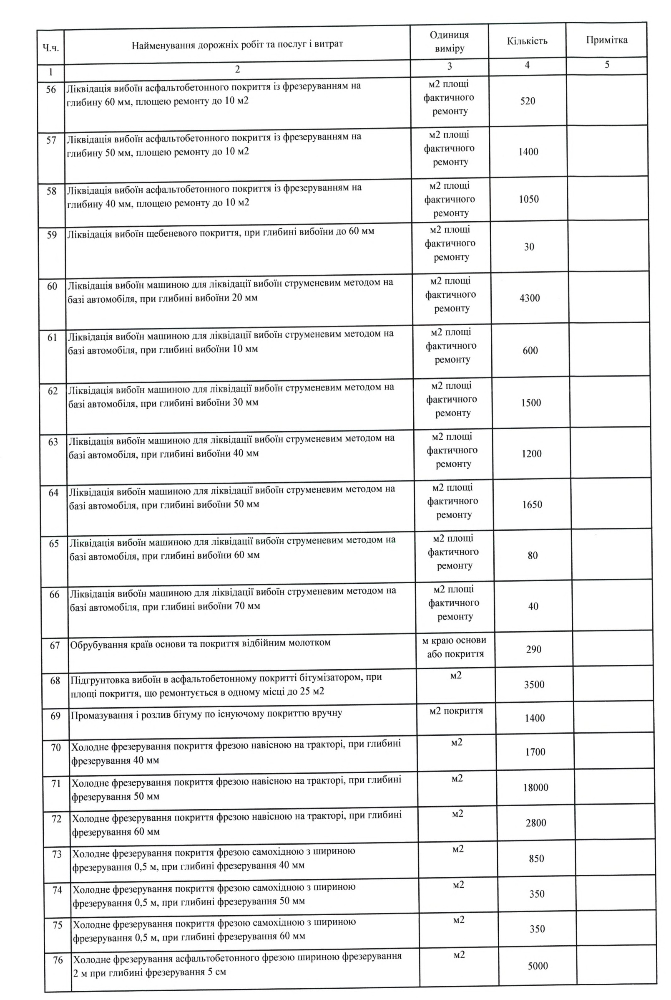 Ч.ч.
Найменування дорожніх робіт та послуг і витрат
Одиниця
виміру
Кількість
Примітка
1
2
3
4
5
56
Ліквідація вибоїн асфальтобетонного покриття із фрезеруванням на
глибину 60 мм, площею ремонту до 10 м2
м2 площі
фактичного
ремонту
520
57
Ліквідація вибоїн асфальтобетонного покриття із фрезеруванням на
глибину 50 мм, площею ремонту до 10 м2
м2 площі
фактичного
ремонту
1400
58
Ліквідація вибоїн асфальтобетонного покриття із фрезеруванням на
глибину 40 мм, площею ремонту до 10 м2
м2 площі
фактичного
ремонту
1050
59
Ліквідація вибоїн щебеневого покриття, при глибині вибоїни до 60 мм
м2 площі
фактичного
ремонту
30
60
Ліквідація вибоїн машиною для ліквідації вибоїн струменевим методом на
базі автомобіля, при глибині вибоїни 20 мм
м2 площі
фактичного
ремонту
4300
61
Ліквідація вибоїн машиною для ліквідації вибоїн струменевим методом на
базі автомобіля, при глибині вибоїни 10 мм
м2 площі
фактичного
ремонту
600
62
Ліквідація вибоїн машиною для ліквідації вибоїн струменевим методом на
базі автомобіля, при глибині вибоїни 30 мм
м2 площі
фактичного
ремонту
1500
63
Ліквідація вибоїн машиною для ліквідації вибоїн струменевим методом на
базі автомобіля, при глибині вибоїни 40 мм
м2 площі
фактичного
ремонту
1200
64
Ліквідація вибоїн машиною для ліквідації вибоїн струменевим методом на
базі автомобіля, при глибині вибоїни 50 мм
м2 площі
фактичного
ремонту
1650
65
Ліквідація вибоїн машиною для ліквідації вибоїн струменевим методом на
базі автомобіля, при глибині вибоїни 60 мм
м2 площі
фактичного
ремонту
80
66
Ліквідація вибоїн машиною для ліквідації вибоїн струменевим методом на
базі автомобіля, при глибині вибоїни 70 мм
м2 площі
фактичного
ремонту
40
67
Обрубування країв основи та покриття відбійним молотком
м краю основи
або покриття
290
68
Підгрунтовка вибоїн в асфальтобетонному покритті бітумізатором, при
площі покриття, що ремонтується в одному місці до 25 м2
м2
3500
69
Промазування і розлив бітуму по існуючому покриттю вручну
м2 покриття
1400
70
Холодне фрезерування покриття фрезою навісною на тракторі, при глибині
фрезерування 40 мм
м2
1700
71
Холодне фрезерування покриття фрезою навісною на тракторі, при глибині
фрезерування 50 мм
м2
18000
72
Холодне фрезерування покриття фрезою навісною на тракторі, при глибині
фрезерування 60 мм
м2
2800
73
Холодне фрезерування покриття фрезою самохідною з шириною
фрезерування 0,5 м, при глибині фрезерування 40 мм
м2
850
74
Холодне фрезерування покриття фрезою самохідною з шириною
фрезерування 0,5 м, при глибині фрезерування 50 мм
м2
350
75
Холодне фрезерування покриття фрезою самохідною з шириною
фрезерування 0,5 м, при глибині фрезерування 60 мм
м2
350
76
Холодне фрезерування асфальтобетонного фрезою шириною фрезерування
2 м при глибині фрезерування 5 см
м2
5000